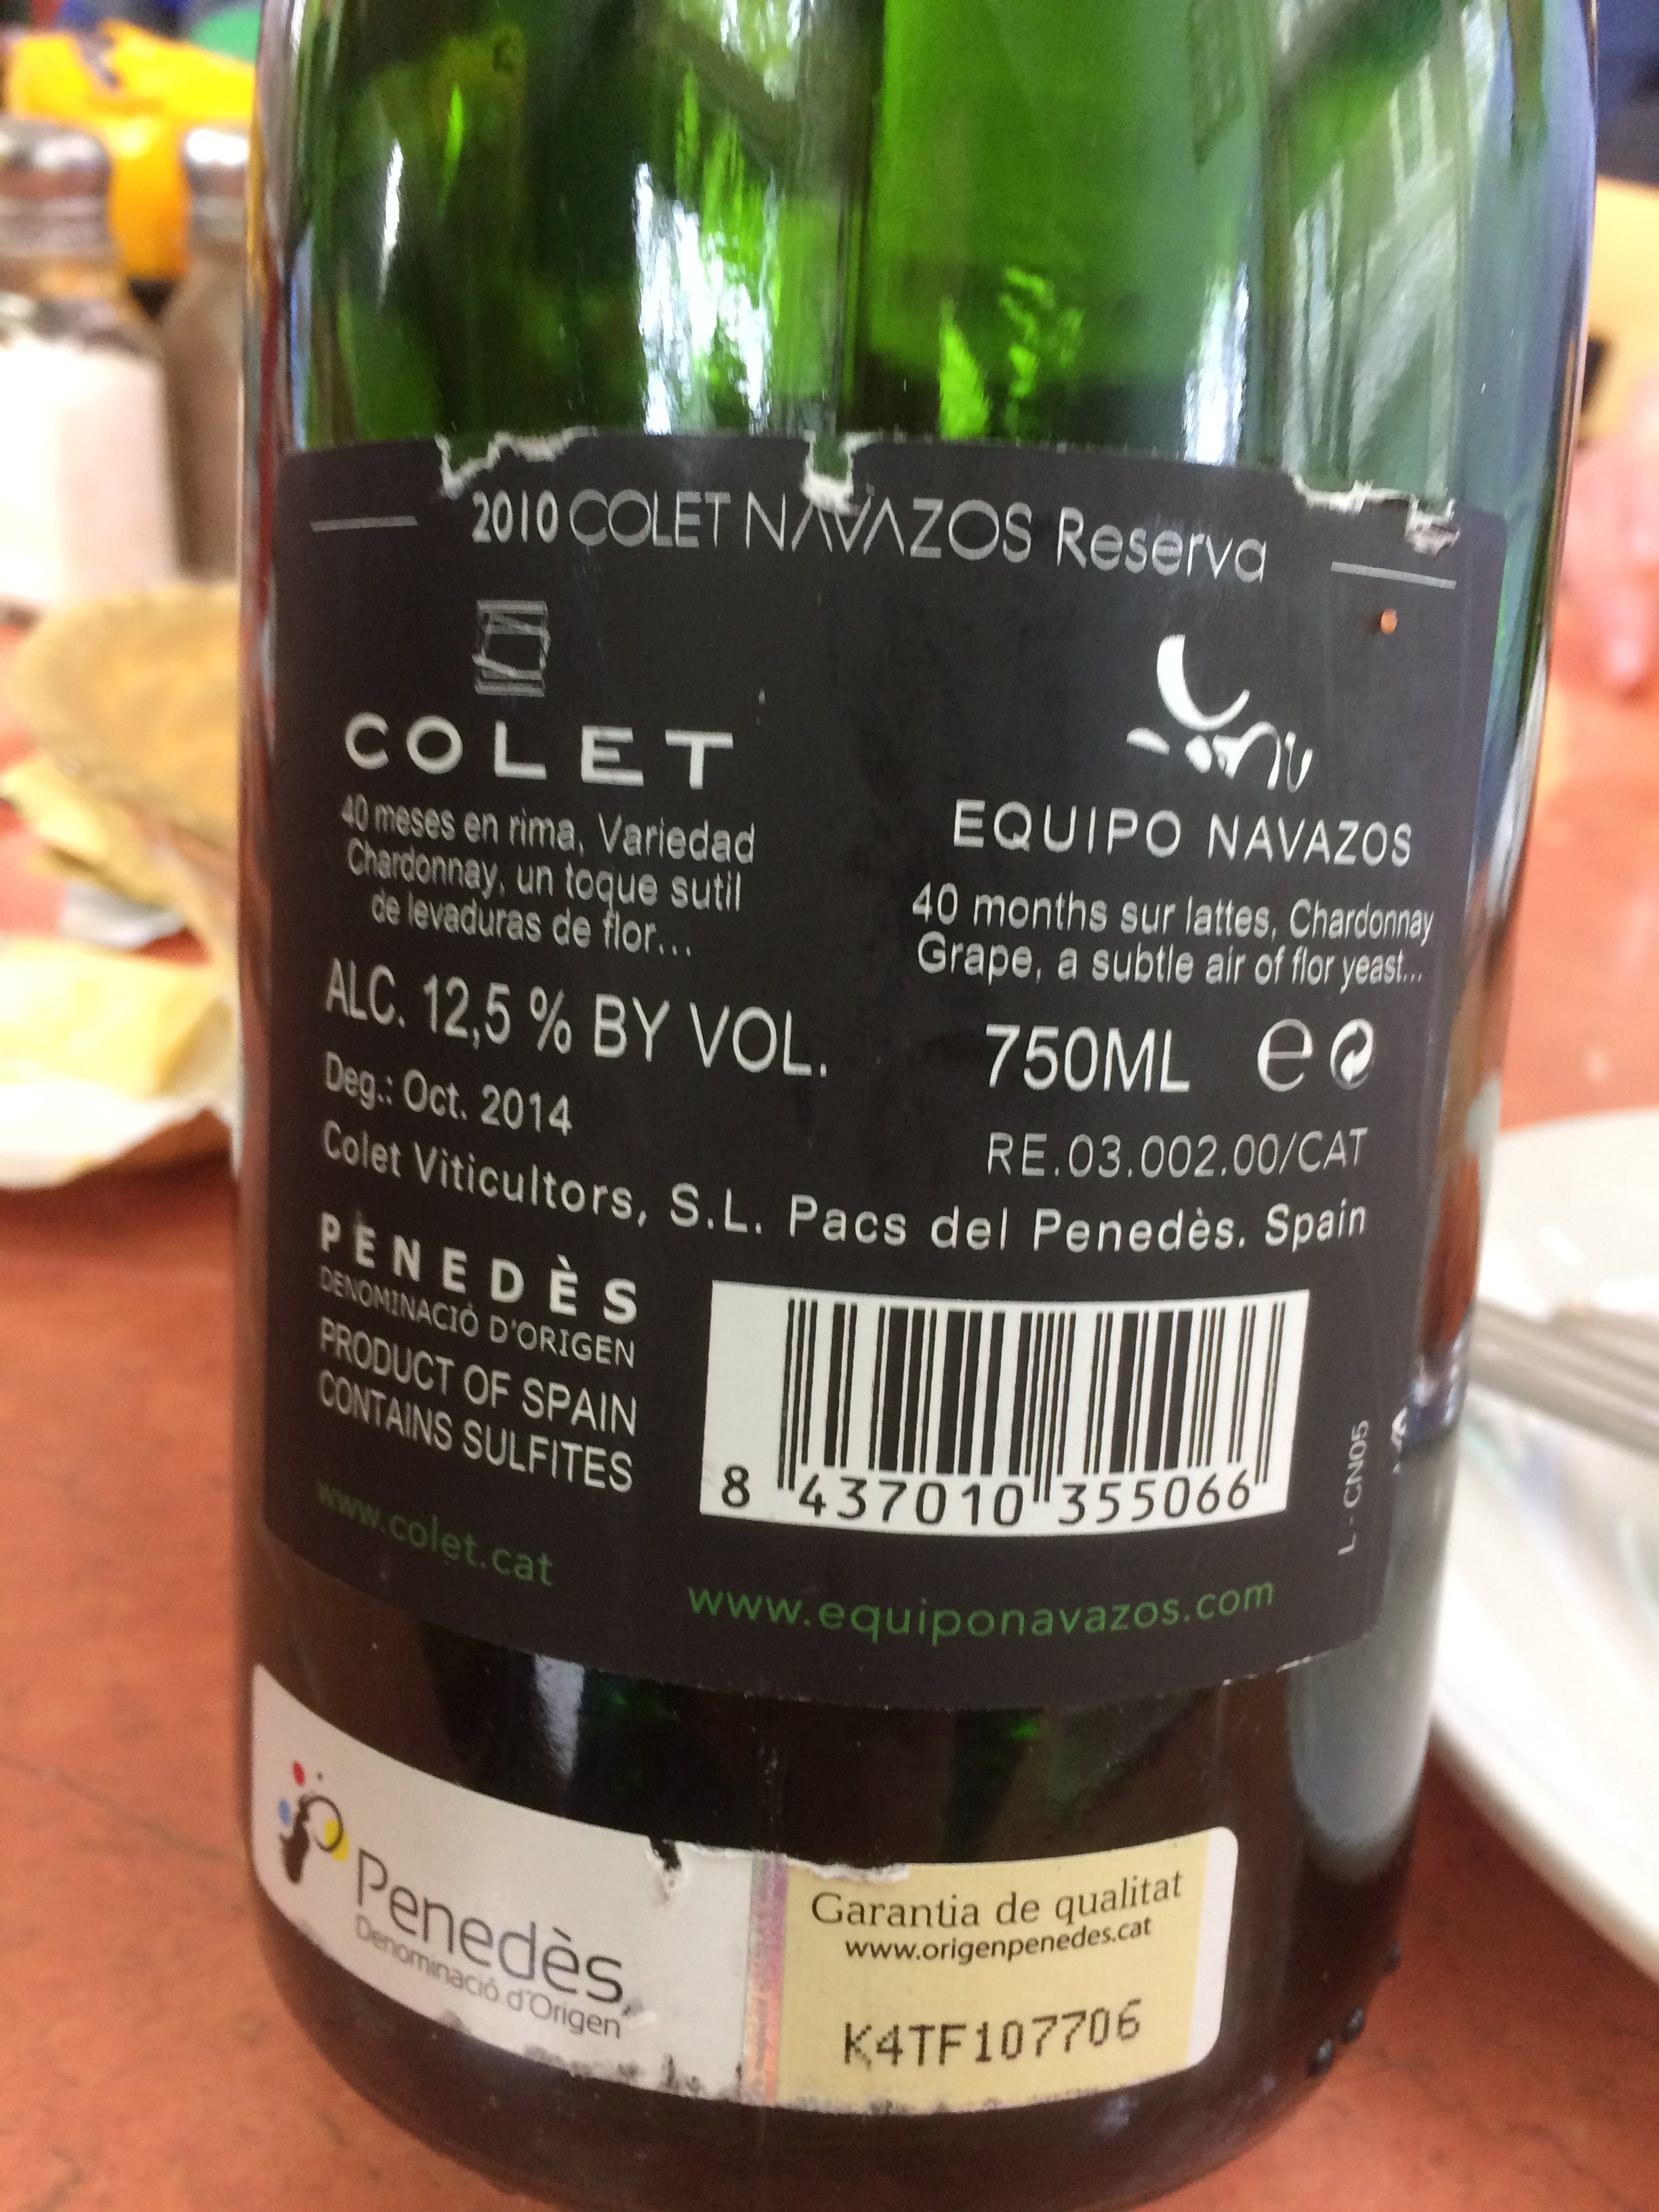 2010 COLET NAVAZOS Reserva
COLET
40 meses en rima, Variedad
Chardonnay, un toque sutil
de levaduras de flor...
EQUIPO NAVAZOS
40 months sur lattes, Chardonnay
Grape, a subtle air of flor yeast...
ALC. 12,5 % BY VOL.
750ML e
Deg.: Oct. 2014
RE.03.002.00/CAT
Colet Viticultors, S.L. Pacs del Penedès. Spain
PENEDÈS
DENOMINACIÓ D'ORIGEN
PRODUCT OF SPAIN
CONTAINS SULFITES
8 437010 355066
L - CN05
www.colet.cat
www.equiponavazos.com
Penedès
Denominació d'Origen
Garantia de qualitat
www.origenpenedes.cat
K4TF107706